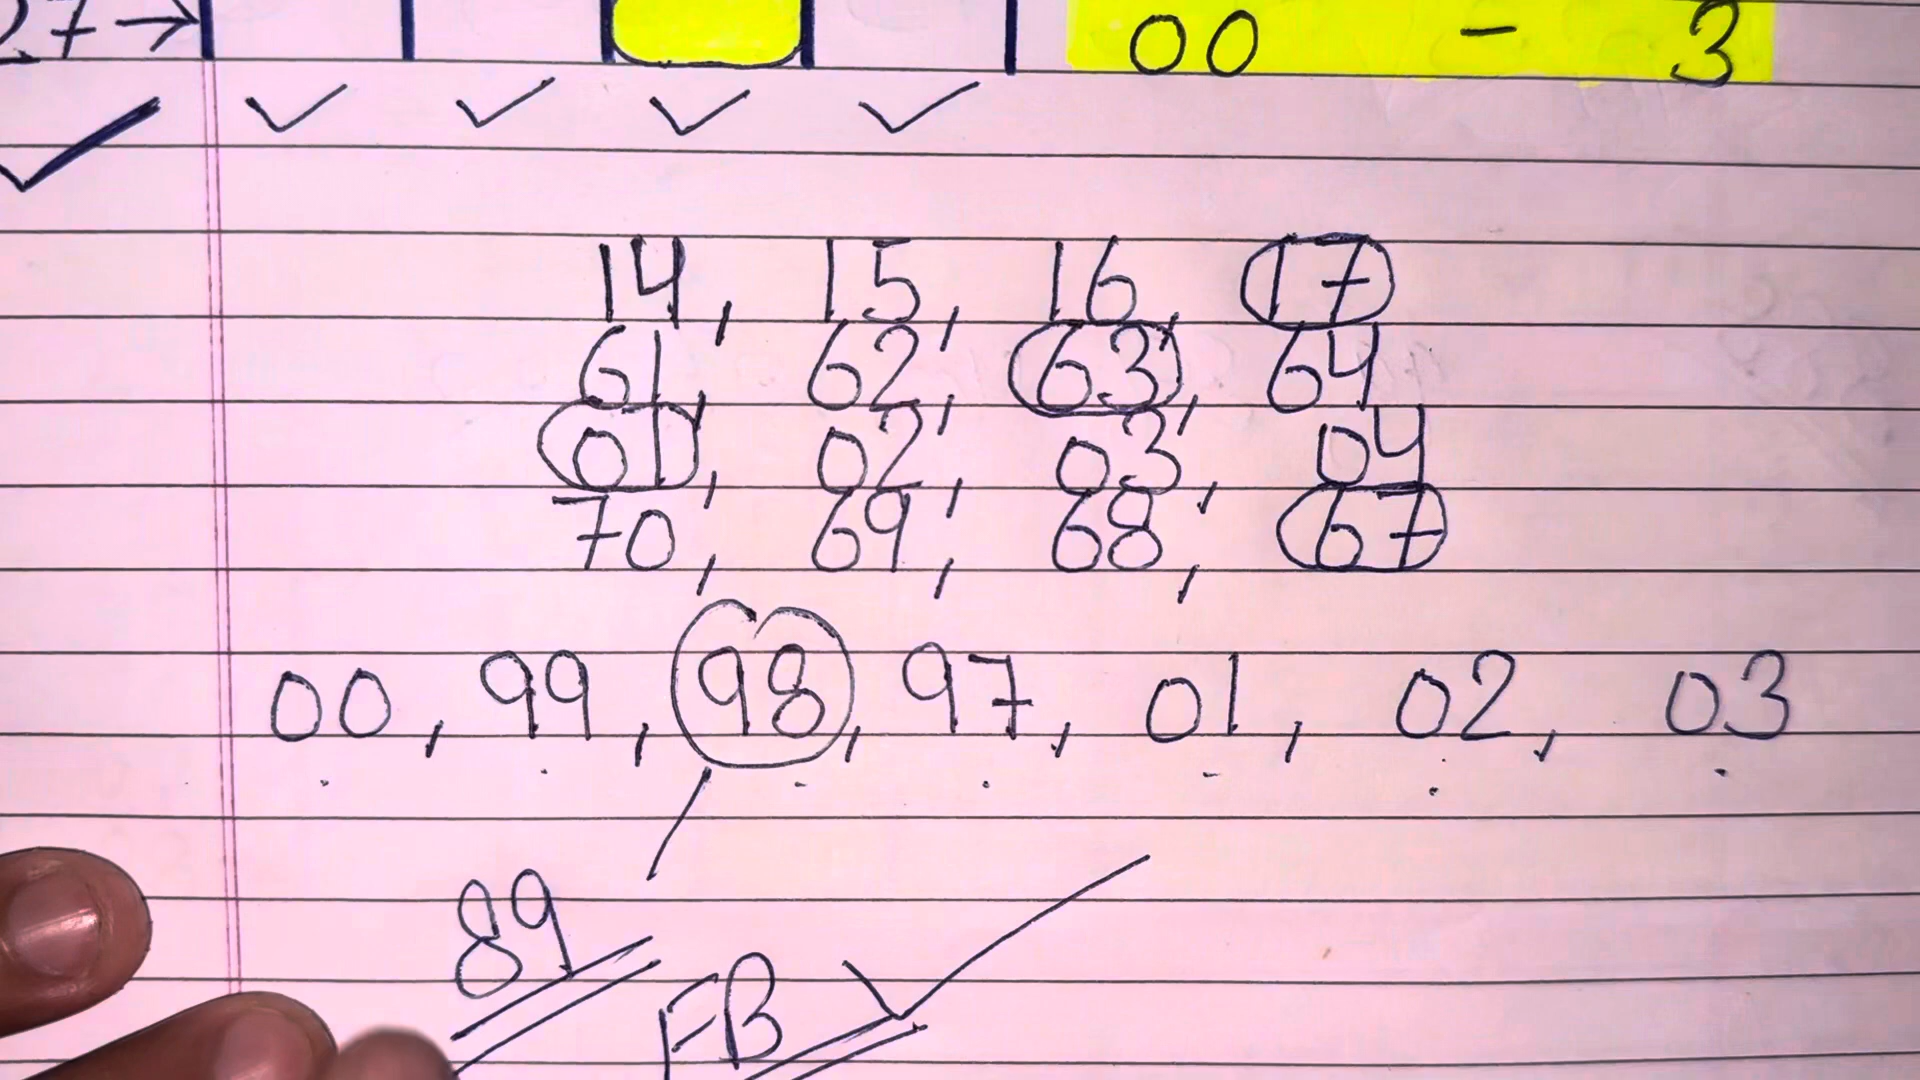 27 →
00 - 3
14, 15, 16, 17
61, 62, 63, 64
01, 02, 03, 04
70, 69, 68, 67
00, 99, 98, 97, 01, 02, 03
89
FB